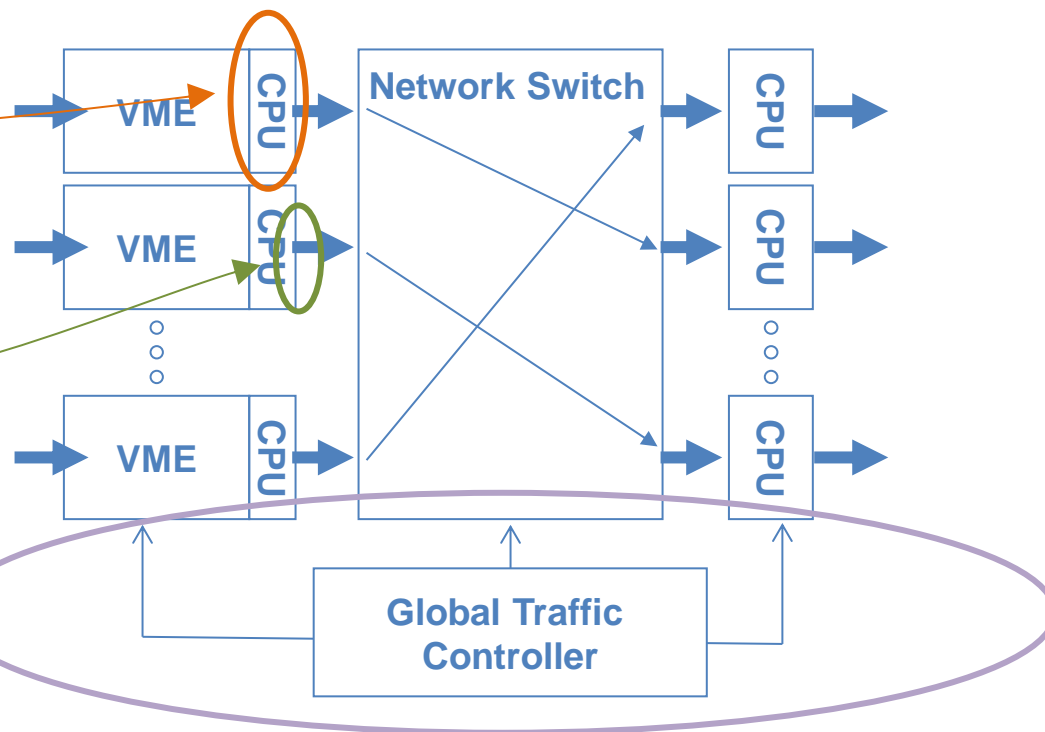 VME CPU Network Switch CPU
VME CPU CPU
VME CPU CPU
Global Traffic
Controller